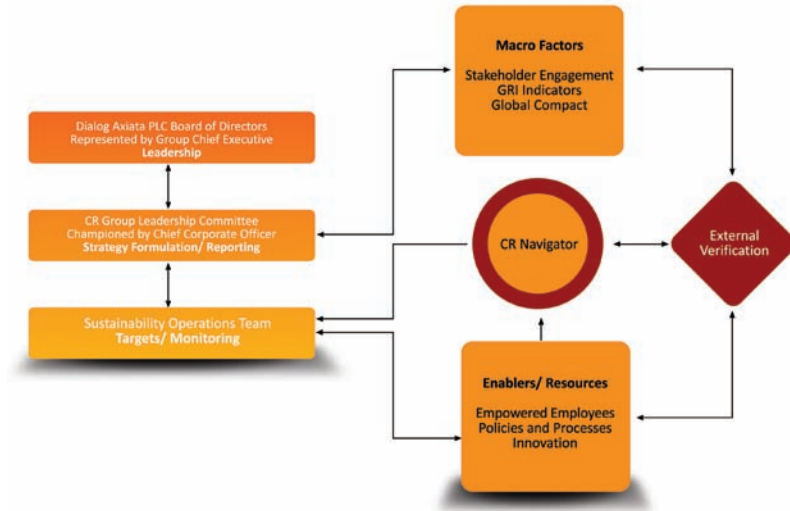 Macro Factors
Stakeholder Engagement
GRI Indicators
Global Compact
Dialog Axiata PLC Board of Directors
Represented by Group Chief Executive
Leadership
CR Group Leadership Committee
Championed by Chief Corporate Officer
Strategy Formulation/ Reporting
Sustainability Operations Team
Targets/ Monitoring
CR Navigator
External
Verification
Enablers/ Resources
Empowered Employees
Policies and Processes
Innovation